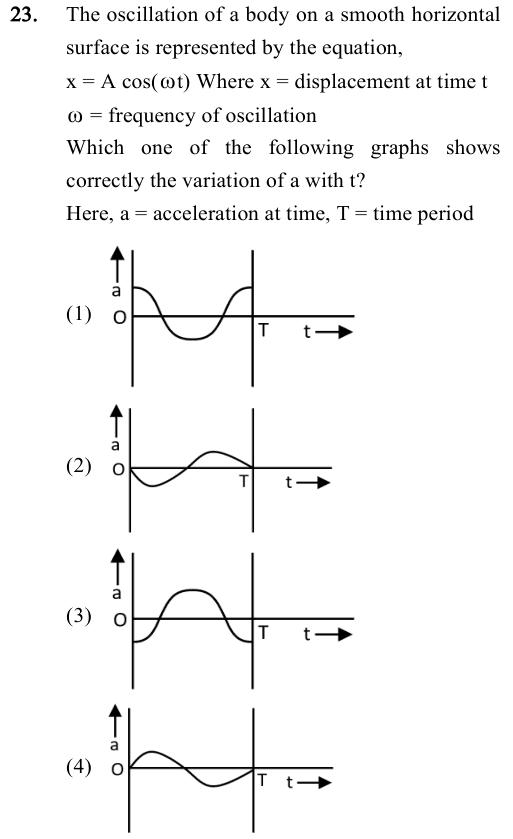 23. The oscillation of a body on a smooth horizontal
surface is represented by the equation,
x = A cos(ωt) Where x = displacement at time t
ω = frequency of oscillation
Which one of the following graphs shows
correctly the variation of a with t?
Here, a = acceleration at time, T = time period
a
(1) O
T t
a
(2) O
T t
a
(3) O
T t
a
(4) O
T t